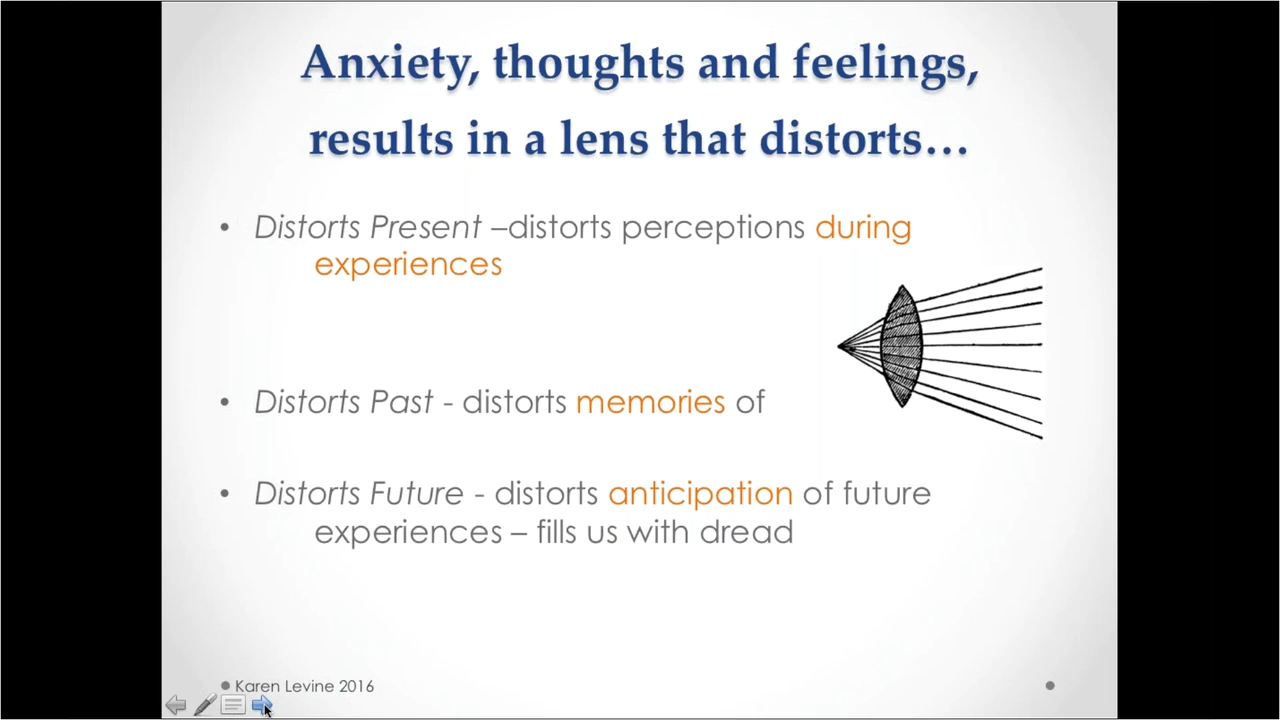 Anxiety, thoughts and feelings,
results in a lens that distorts…
• Distorts Present –distorts perceptions during
experiences
• Distorts Past - distorts memories of
• Distorts Future - distorts anticipation of future
experiences – fills us with dread
Karen Levine 2016